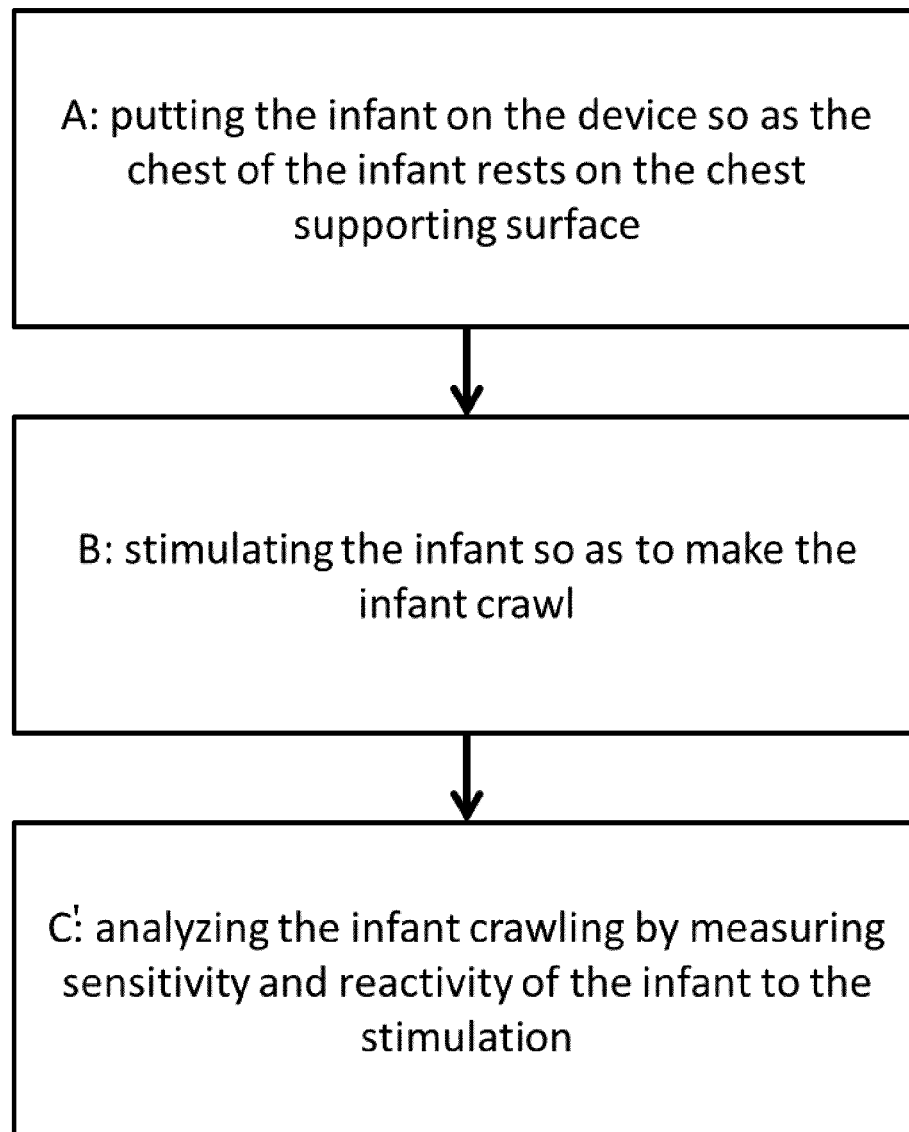 A: putting the infant on the device so as the
chest of the infant rests on the chest
supporting surface
B: stimulating the infant so as to make the
infant crawl
C': analyzing the infant crawling by measuring
sensitivity and reactivity of the infant to the
stimulation